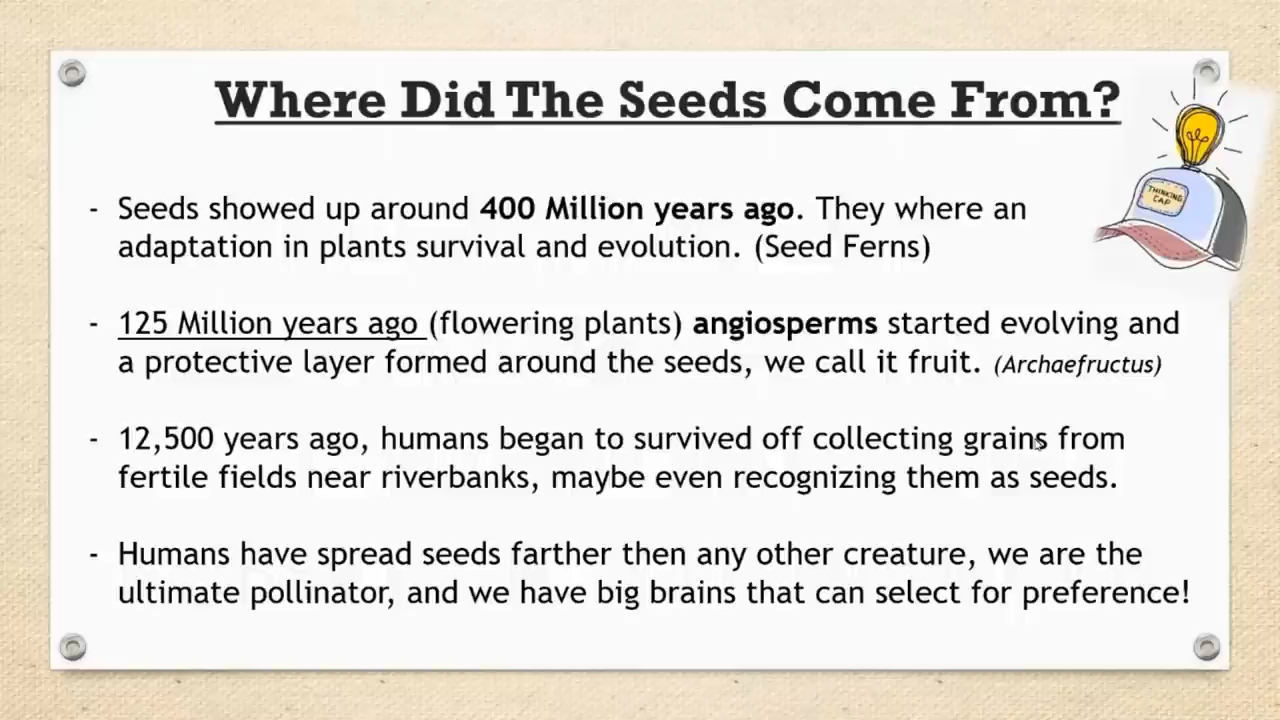 Where Did The Seeds Come From?
THINKING
CAP
- Seeds showed up around 400 Million years ago. They where an
adaptation in plants survival and evolution. (Seed Ferns)
- 125 Million years ago (flowering plants) angiosperms started evolving and
a protective layer formed around the seeds, we call it fruit. (Archaefructus)
- 12,500 years ago, humans began to survived off collecting grains from
fertile fields near riverbanks, maybe even recognizing them as seeds.
- Humans have spread seeds farther then any other creature, we are the
ultimate pollinator, and we have big brains that can select for preference!